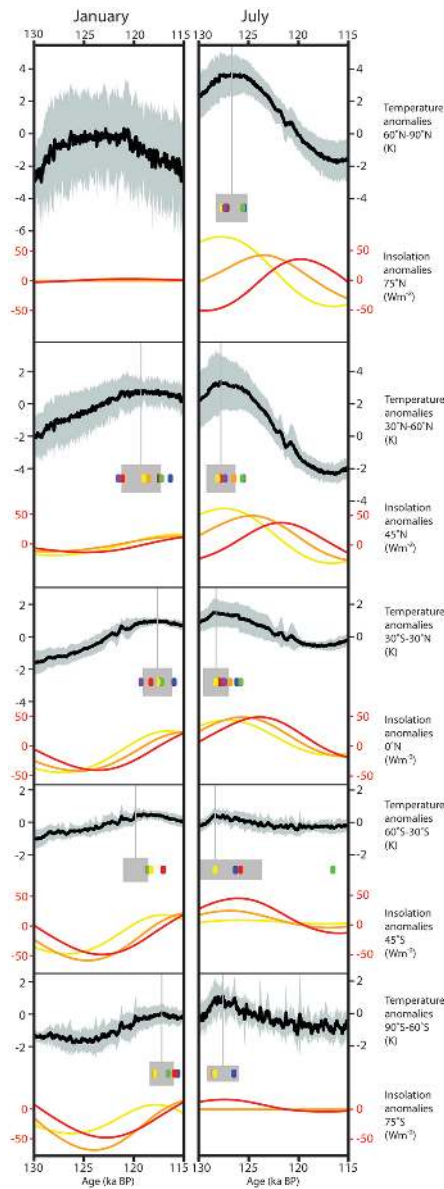 January
July
130
125
120
115
130
125
120
115
4
2
0
-2
-4
-6
4
2
0
-2
-4
Temperature
anomalies
60°N-90°N
(K)
50
0
-50
50
0
-50
Insolation
anomalies
75°N
(Wm⁻²)
2
0
-2
-4
2
0
-2
-4
Temperature
anomalies
30°N-60°N
(K)
50
0
50
0
Insolation
anomalies
45°N
(Wm⁻²)
2
0
-2
-4
2
0
-2
Temperature
anomalies
30°S-30°N
(K)
50
0
-50
50
0
-50
Insolation
anomalies
0°N
(Wm⁻²)
2
0
-2
2
0
-2
Temperature
anomalies
60°S-30°S
(K)
50
0
-50
50
0
-50
Insolation
anomalies
45°S
(Wm⁻²)
2
0
-2
2
0
-2
Temperature
anomalies
90°S-60°S
(K)
0
-50
0
-50
Insolation
anomalies
75°S
(Wm⁻²)
130
125
120
115
130
125
120
115
Age (ka BP)
Age (ka BP)